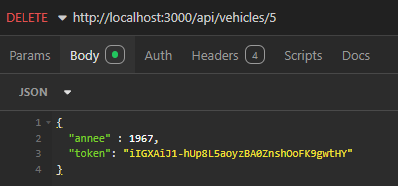 DELETE http://localhost:3000/api/vehicles/5
Params Body Auth Headers 4 Scripts Docs
JSON
1 {
2 "annee" : 1967,
3 "token": "iIGXAiJ1-hUp8L5aoyzBA0ZnshOoFK9gwtHY"
4 }